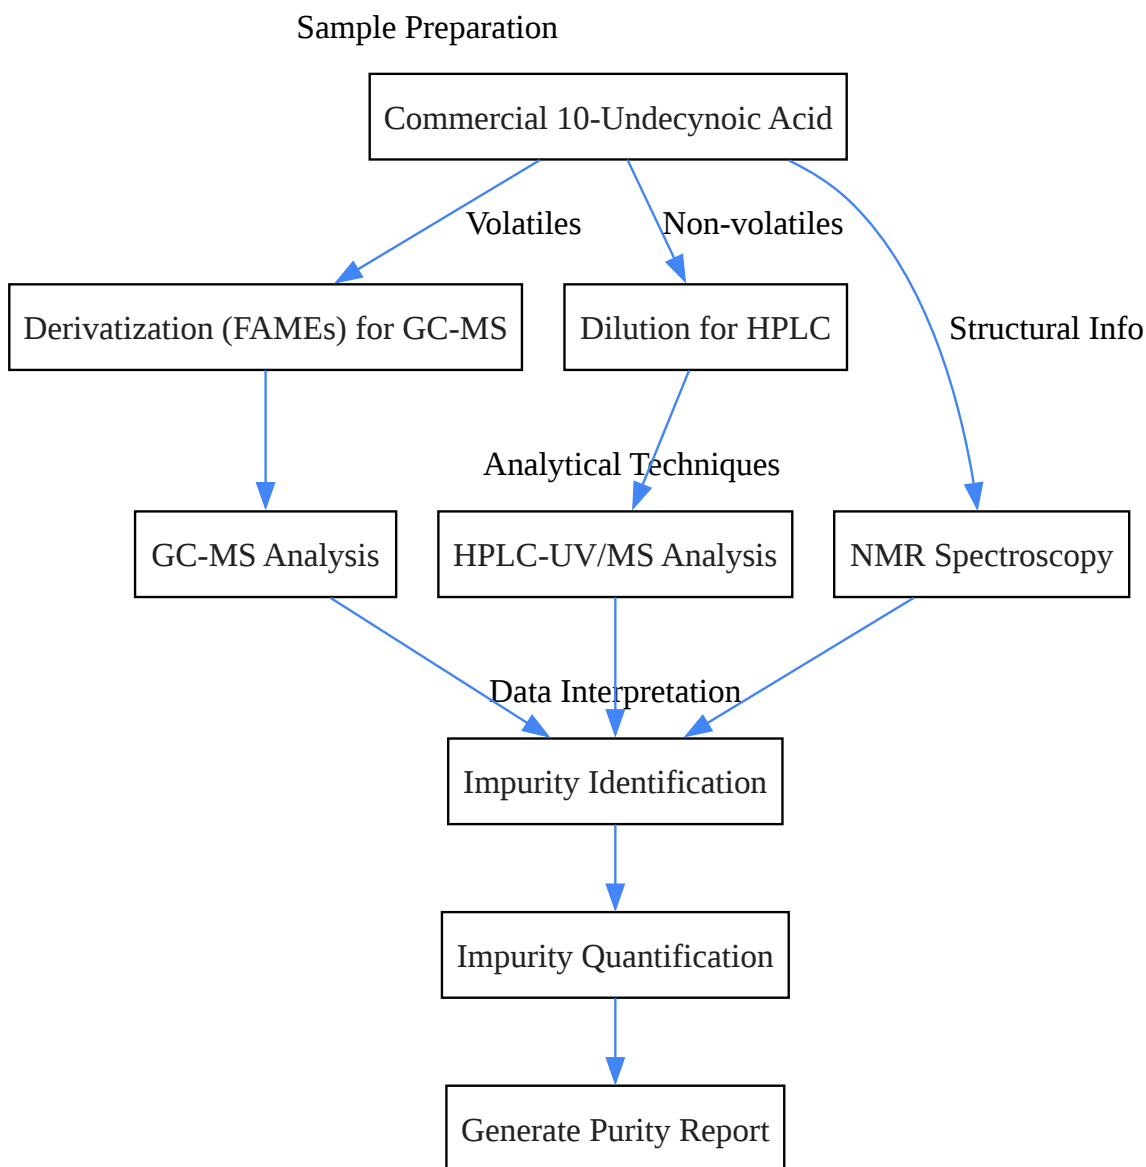 Sample Preparation
Commercial 10-Undecynoic Acid
Volatiles
Non-volatiles
Derivatization (FAMEs) for GC-MS
Dilution for HPLC
Structural Info
Analytical Techniques
GC-MS Analysis
HPLC-UV/MS Analysis
NMR Spectroscopy
Data Interpretation
Impurity Identification
Impurity Quantification
Generate Purity Report